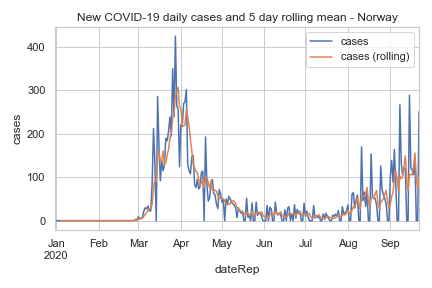 New COVID-19 daily cases and 5 day rolling mean - Norway
cases
cases (rolling)
cases
400
300
200
100
0
Jan Feb Mar Apr May Jun Jul Aug Sep
2020
dateRep